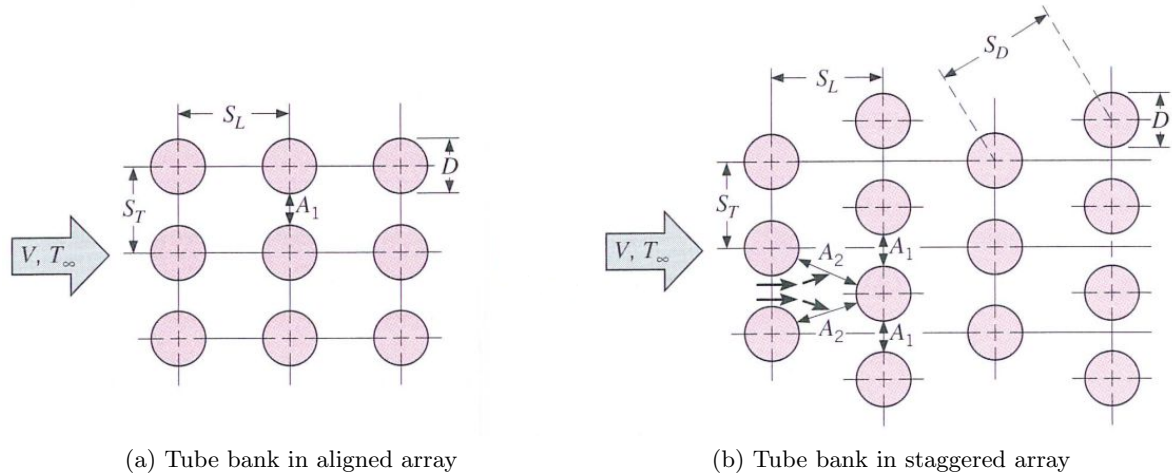 S_L
D
S_T
A_1
V, T_∞
(a) Tube bank in aligned array
S_D
S_L
D
S_T
A_2
A_1
V, T_∞
A_2
A_1
(b) Tube bank in staggered array